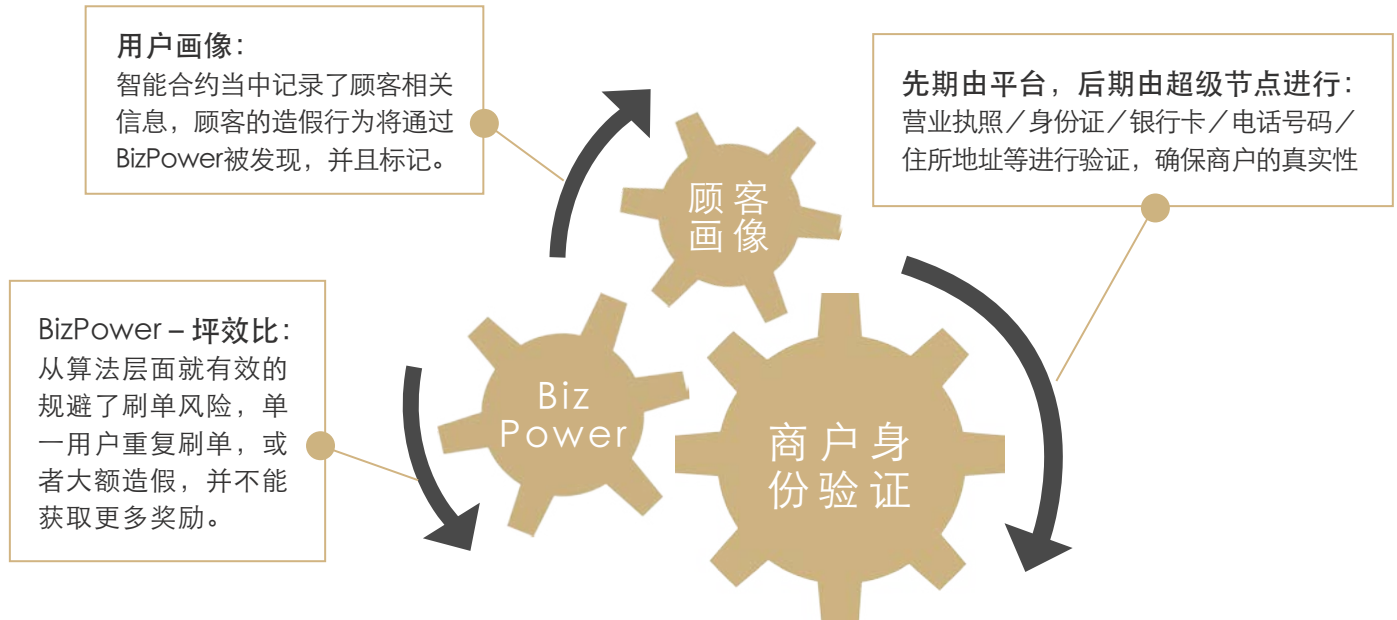 用户画像：
智能合约当中记录了顾客相关
信息，顾客的造假行为将通过
BizPower被发现，并且标记。
先期由平台，后期由超级节点进行：
营业执照／身份证／银行卡／电话号码／
住所地址等进行验证，确保商户的真实性
顾客
画像
BizPower – 坪效比：
从算法层面就有效的
规避了刷单风险，单
一用户重复刷单，或
者大额造假，并不能
获取更多奖励。
Biz
Power
商户身
份验证